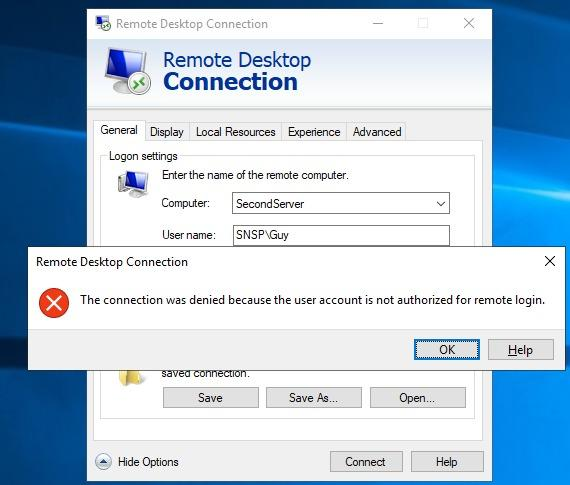 Remote Desktop Connection
Remote Desktop
Connection
General Display Local Resources Experience Advanced
Logon settings
Enter the name of the remote computer.
Computer: SecondServer
User name: SNSP\Guy
Remote Desktop Connection
The connection was denied because the user account is not authorized for remote login.
OK Help
saved connection.
Save Save As... Open...
Hide Options Connect Help